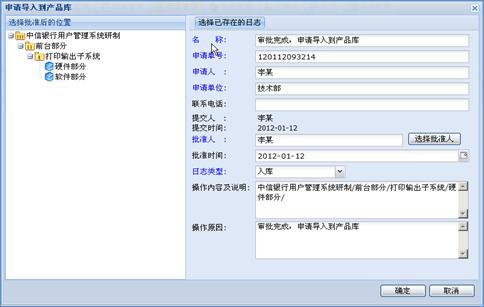 申请导入到产品库
选择批准后的位置
中信银行用户管理系统研制
前台部分
打印输出子系统
硬件部分
软件部分
选择已存在的日志
名 称: 审批完成，申请导入到产品库
申请单号: 120112093214
申请人 : 李某
申请单位: 技术部
联系电话:
提交人 : 李某
提交时间: 2012-01-12
批准人 : 李某 选择批准人
批准时间: 2012-01-12
日志类型: 入库
操作内容及说明: 中信银行用户管理系统研制/前台部分/打印输出子系统/硬
件部分/
操作原因: 审批完成，申请导入到产品库
确定 取消